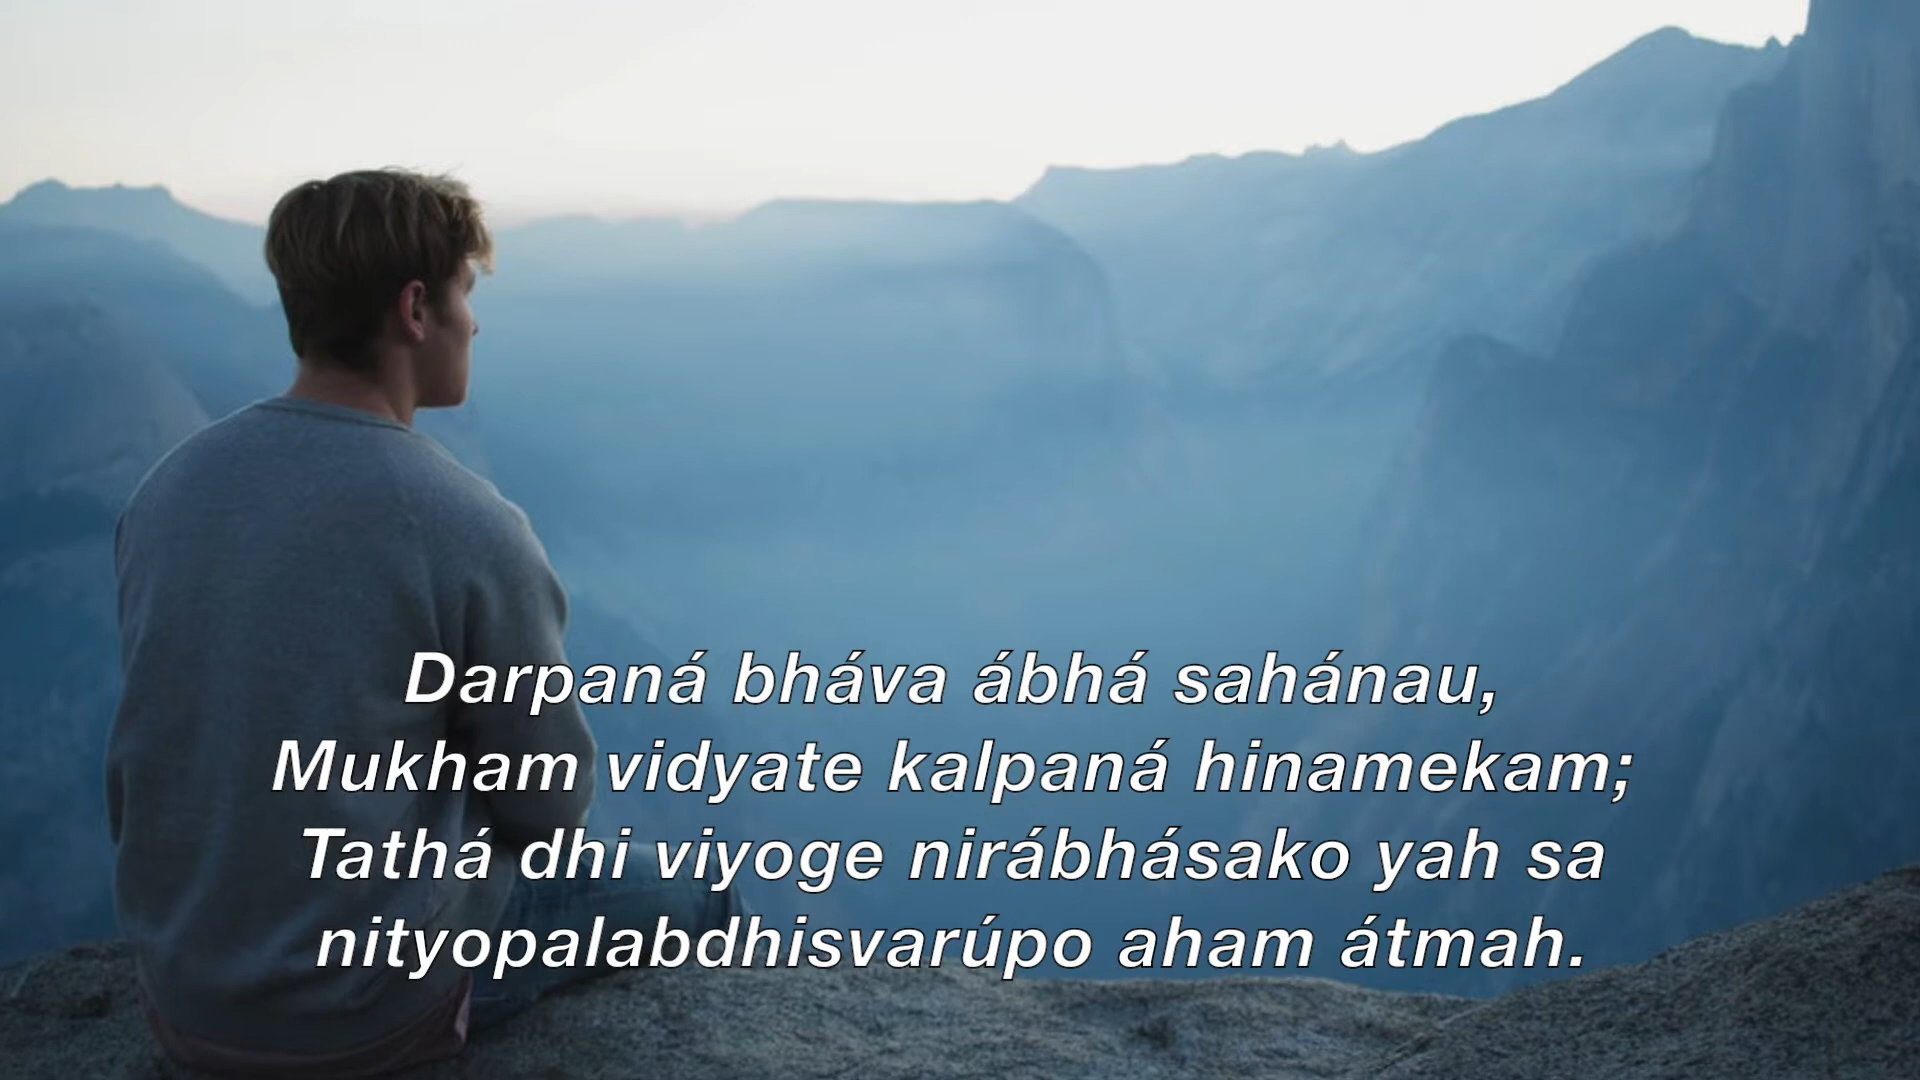 Darpaná bháva ábhá sahánau,
Mukham vidyate kalpaná hinamekam;
Tathá dhi viyoge nirábhásako yah sa
nityopalabdhisvarúpo aham átmah.